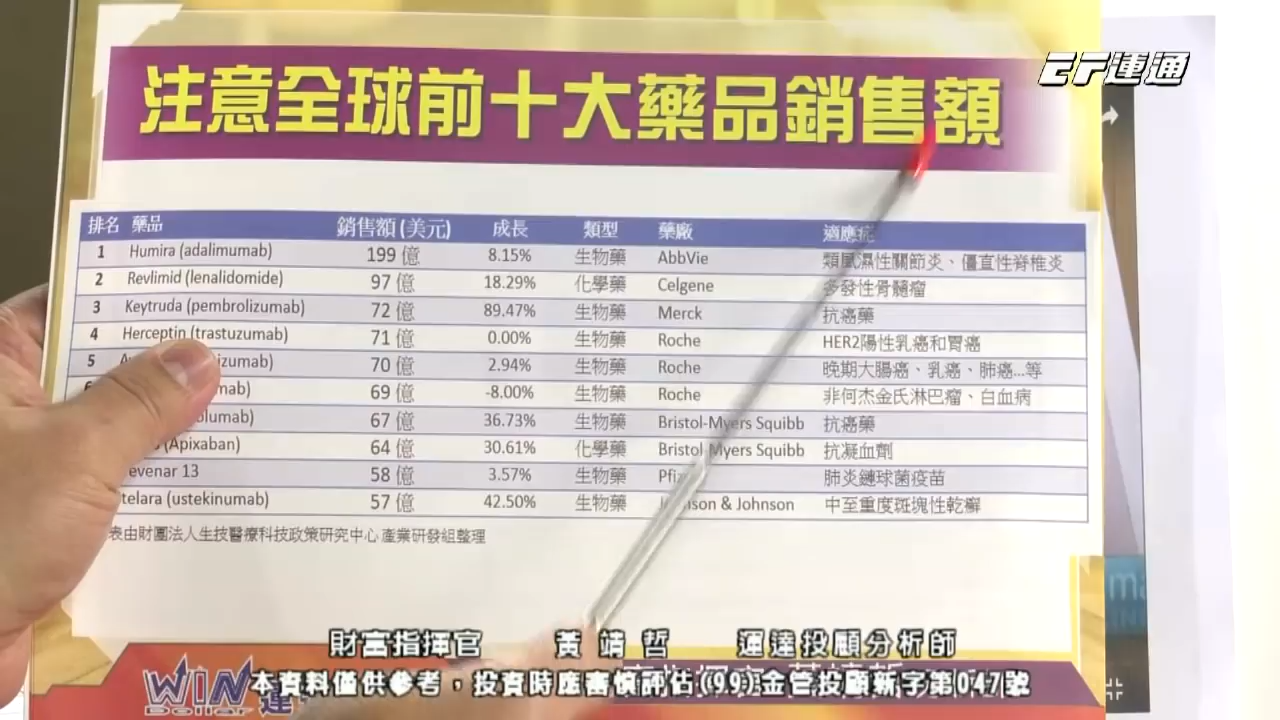 EF運通
注意全球前十大藥品銷售額
排名 藥品 銷售額(美元) 成長 類型 藥廠 適應症
1 Humira (adalimumab) 199 億 8.15% 生物藥 AbbVie 類風濕性關節炎、僵直性脊椎炎
2 Revlimid (lenalidomide) 97 億 18.29% 化學藥 Celgene 多發性骨髓瘤
3 Keytruda (pembrolizumab) 72 億 89.47% 生物藥 Merck 抗癌藥
4 Herceptin (trastuzumab) 71 億 0.00% 生物藥 Roche HER2陽性乳癌和胃癌
5 izumab) 70 億 2.94% 生物藥 Roche 晚期大腸癌、乳癌、肺癌...等
mab) 69 億 -8.00% 生物藥 Roche 非何杰金氏淋巴瘤、白血病
olumab) 67 億 36.73% 生物藥 Bristol-Myers Squibb 抗癌藥
(Apixaban) 64 億 30.61% 化學藥 Bristol-Myers Squibb 抗凝血劑
evenar 13 58 億 3.57% 生物藥 Pfiz 肺炎鏈球菌疫苗
telara (ustekinumab) 57 億 42.50% 生物藥 Johnson & Johnson 中至重度斑塊性乾癬
表由財團法人生技醫療科技政策研究中心產業研發組整理
財富指揮官 黃靖哲 運達投顧分析師
WIN Dollar 運
本資料僅供參考，投資時應審慎評估(99)金管投顧新字第047號